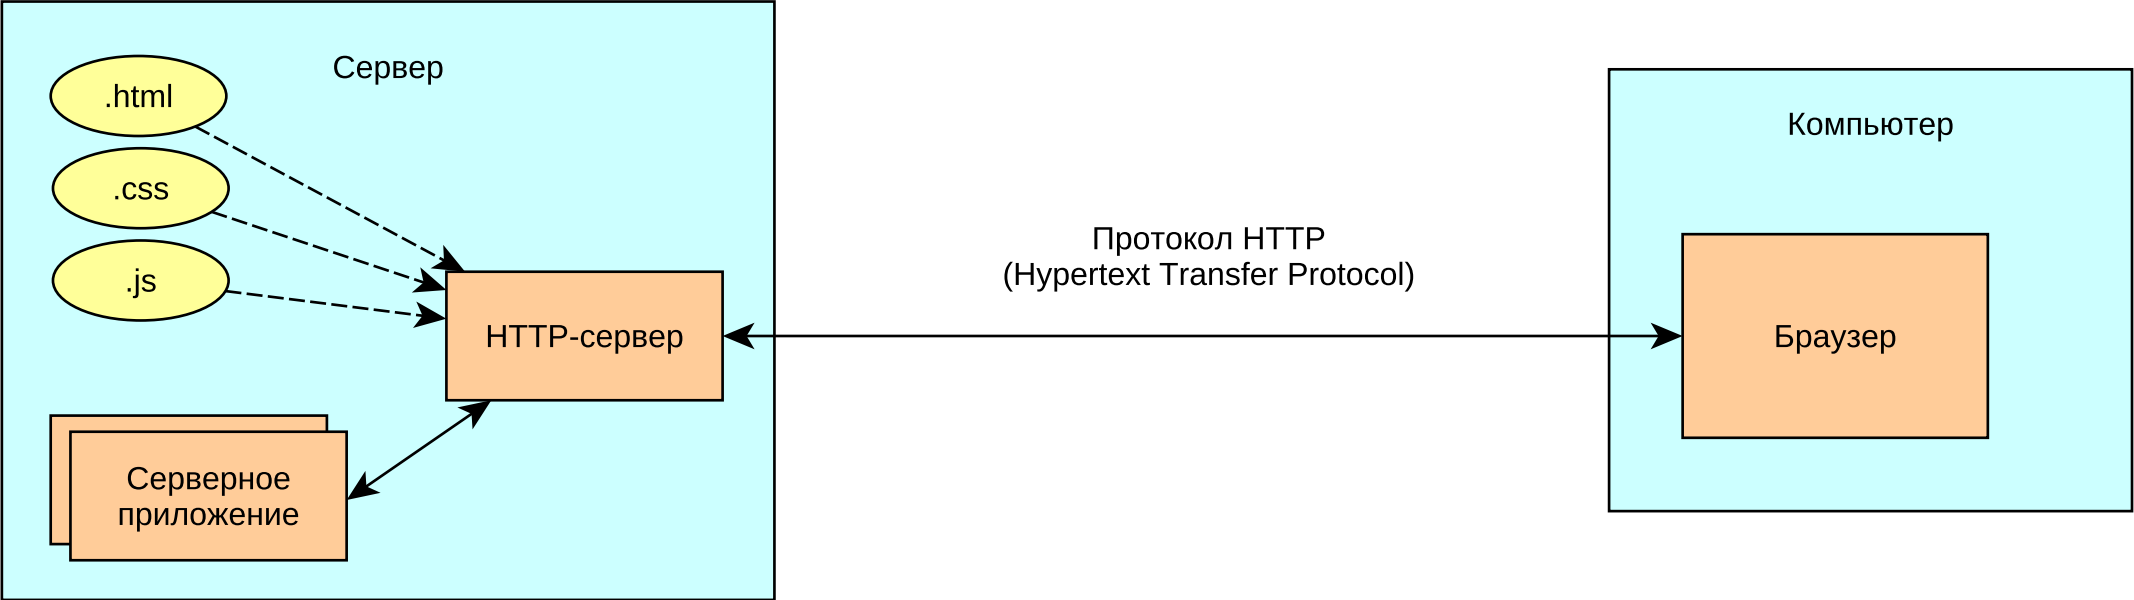 Сервер
.html
.css
.js
HTTP-сервер
Серверное
приложение
Протокол HTTP
(Hypertext Transfer Protocol)
Компьютер
Браузер